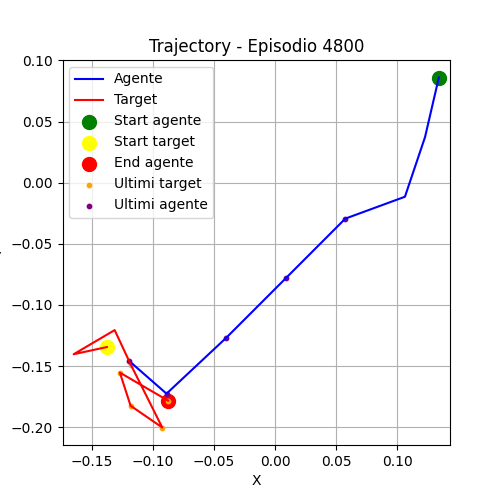 Trajectory - Episodio 4800
Agente
Target
Start agente
Start target
End agente
Ultimi target
Ultimi agente
0.10
0.05
0.00
−0.05
−0.10
−0.15
−0.20
−0.15
−0.10
−0.05
0.00
0.05
0.10
X